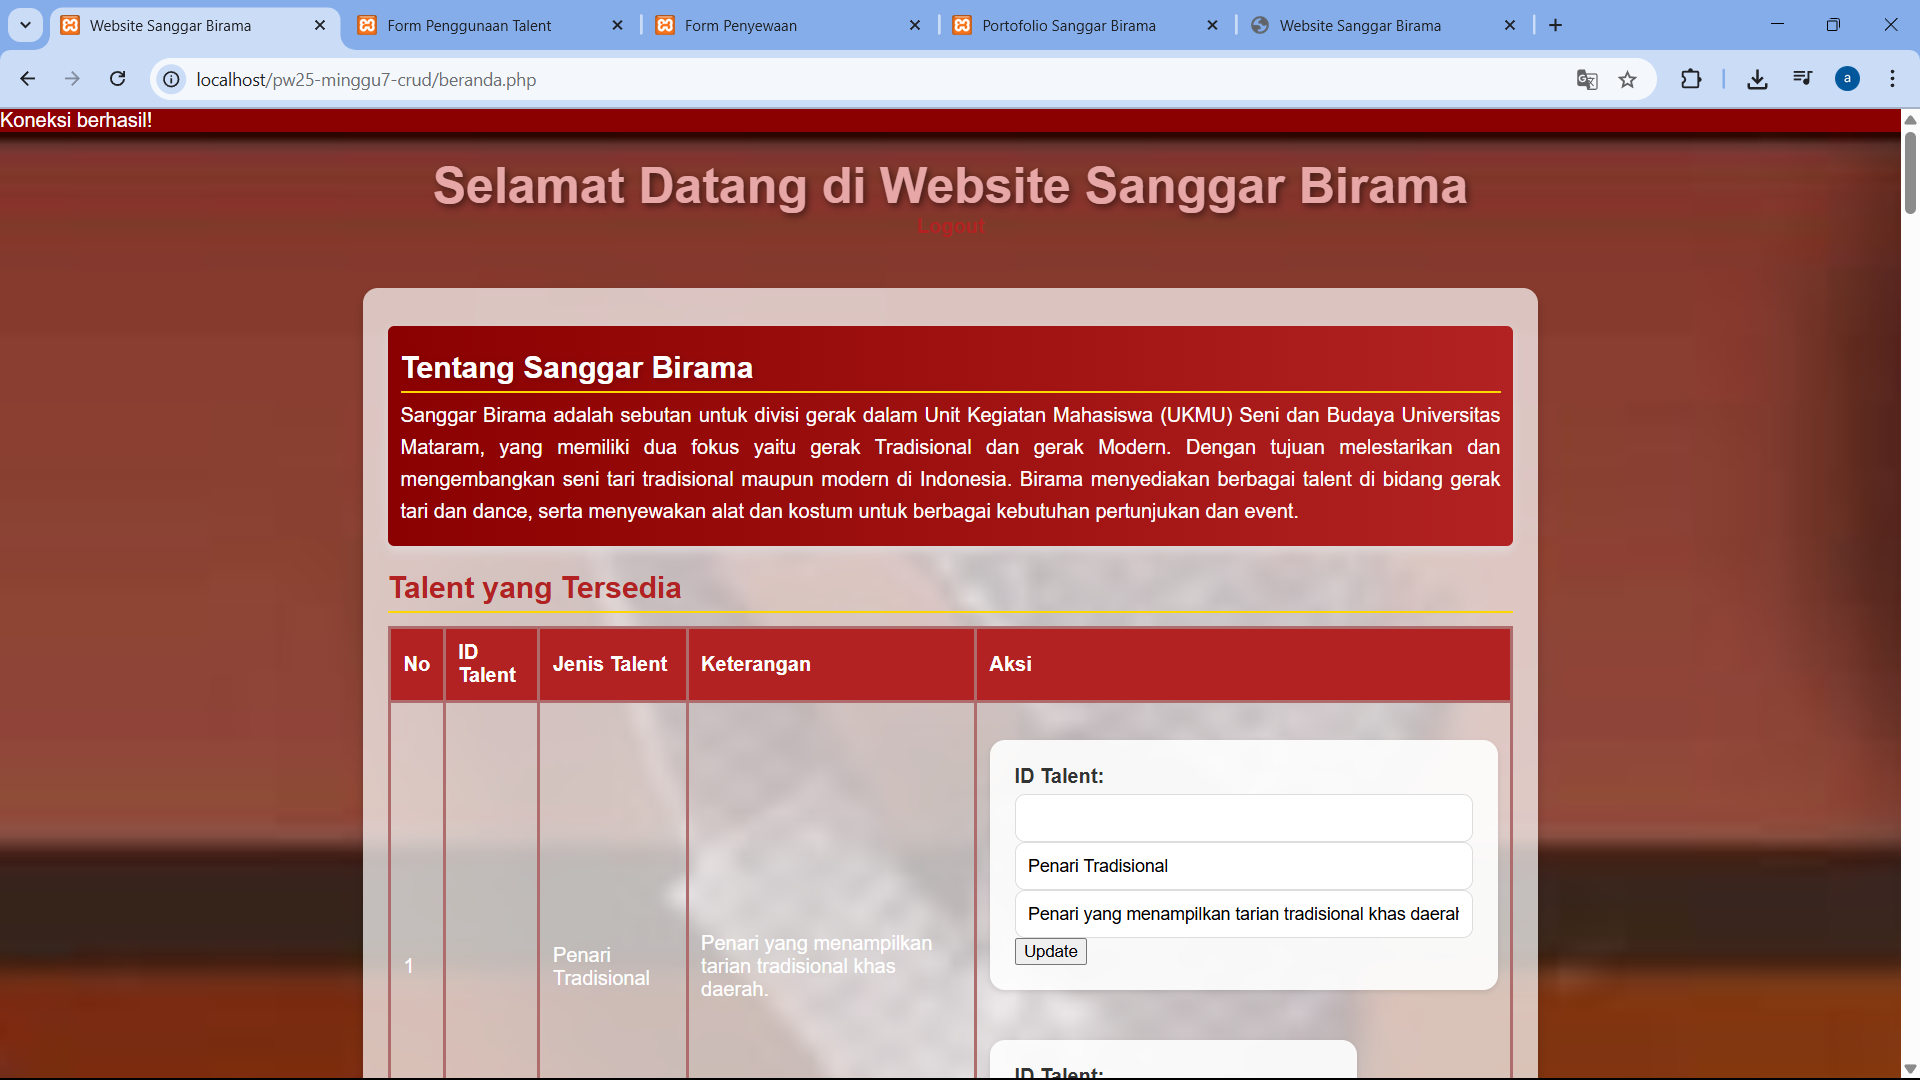 Website Sanggar Birama
Form Penggunaan Talent
Form Penyewaan
Portofolio Sanggar Birama
Website Sanggar Birama
localhost/pw25-minggu7-crud/beranda.php
a
Koneksi berhasil!
Selamat Datang di Website Sanggar Birama
Logout
Tentang Sanggar Birama
Sanggar Birama adalah sebutan untuk divisi gerak dalam Unit Kegiatan Mahasiswa (UKMU) Seni dan Budaya Universitas
Mataram, yang memiliki dua fokus yaitu gerak Tradisional dan gerak Modern. Dengan tujuan melestarikan dan
mengembangkan seni tari tradisional maupun modern di Indonesia. Birama menyediakan berbagai talent di bidang gerak
tari dan dance, serta menyewakan alat dan kostum untuk berbagai kebutuhan pertunjukan dan event.
Talent yang Tersedia
No
ID
Talent
Jenis Talent
Keterangan
Aksi
1
Penari
Tradisional
Penari yang menampilkan
tarian tradisional khas
daerah.
ID Talent:
Penari Tradisional
Penari yang menampilkan tarian tradisional khas daerah
Update
ID Talent: